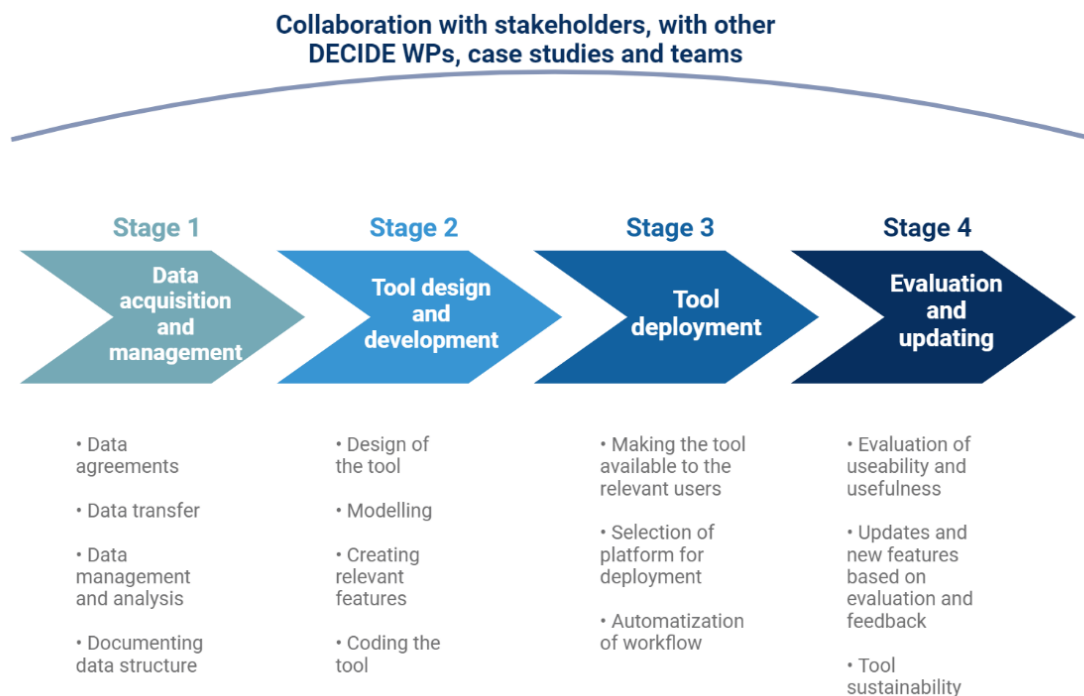 Collaboration with stakeholders, with other
DECIDE WPs, case studies and teams
Stage 1
Stage 2
Stage 3
Stage 4
Data
acquisition
and
management
Tool design
and
development
Tool
deployment
Evaluation
and
updating
• Data
agreements
• Data transfer
• Data
management
and analysis
• Documenting
data structure
• Design of
the tool
• Modelling
• Creating
relevant
features
• Coding the
tool
• Making the tool
available to the
relevant users
• Selection of
platform for
deployment
• Automatization
of workflow
• Evaluation of
useability and
usefulness
• Updates and
new features
based on
evaluation and
feedback
• Tool
sustainability